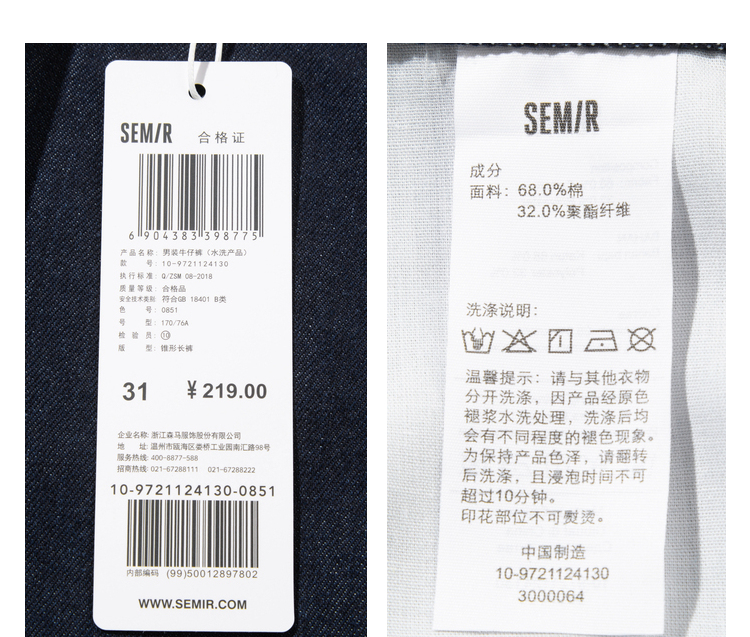 SEMIR 合格证
6 904383 398775
产品名称: 男装牛仔裤（水洗产品）
款 号: 10-9721124130
执行标准: Q/ZSM 08-2018
质量等级: 合格品
安全技术类别 符合GB 18401 B类
色 号: 0851
号 型: 170/76A
检 验 员: ⑩
版 型: 锥形长裤
31 ￥219.00
企业名称: 浙江森马服饰股份有限公司
地 址: 温州市瓯海区娄桥工业园南汇路98号
服务热线: 400-8877-588
招商热线: 021-67288111 021-67288222
10-9721124130-0851
内部编码 (99)50012897802
WWW.SEMIR.COM
SEMIR
成分
面料: 68.0%棉
32.0%聚酯纤维
洗涤说明:
温馨提示: 请与其他衣物
分开洗涤, 因产品经原色
褪浆水洗处理, 洗涤后均
会有不同程度的褪色现象。
为保持产品色泽, 请翻转
后洗涤, 且浸泡时间不可
超过10分钟。
印花部位不可熨烫。
中国制造
10-9721124130
3000064